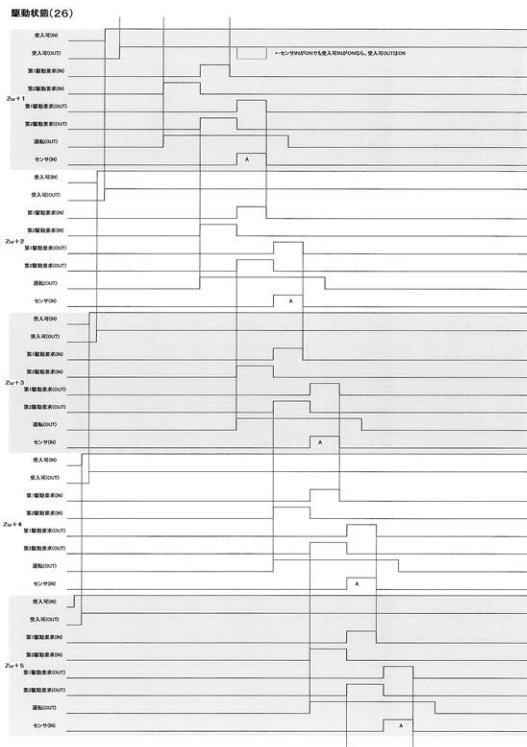 駆動状態(26)
受入可(IN)
受入可(OUT)
←センサINがONでも受入可INがONなら、受入可OUTはON
第1駆動要求(IN)
第2駆動要求(IN)
Zu+1
第1駆動要求(OUT)
第2駆動要求(OUT)
運転(OUT)
センサ(IN)
A
受入可(IN)
受入可(OUT)
第1駆動要求(IN)
第2駆動要求(IN)
Zu+2
第1駆動要求(OUT)
第2駆動要求(OUT)
運転(OUT)
センサ(IN)
A
受入可(IN)
受入可(OUT)
第1駆動要求(IN)
第2駆動要求(IN)
Zu+3
第1駆動要求(OUT)
第2駆動要求(OUT)
運転(OUT)
センサ(IN)
A
受入可(IN)
受入可(OUT)
第1駆動要求(IN)
第2駆動要求(IN)
Zu+4
第1駆動要求(OUT)
第2駆動要求(OUT)
運転(OUT)
センサ(IN)
A
受入可(IN)
受入可(OUT)
第1駆動要求(IN)
第2駆動要求(IN)
Zu+5
第1駆動要求(OUT)
第2駆動要求(OUT)
運転(OUT)
センサ(IN)
A